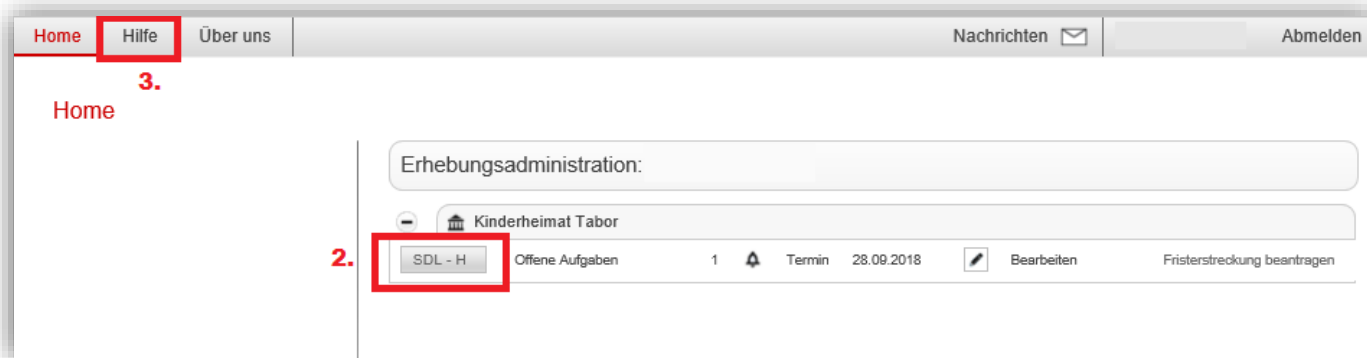 Home Hilfe Über uns Nachrichten Abmelden
3.
Home
Erhebungsadministration:
Kinderheimat Tabor
2. SDL - H Offene Aufgaben 1 Termin 28.09.2018 Bearbeiten Fristerstreckung beantragen